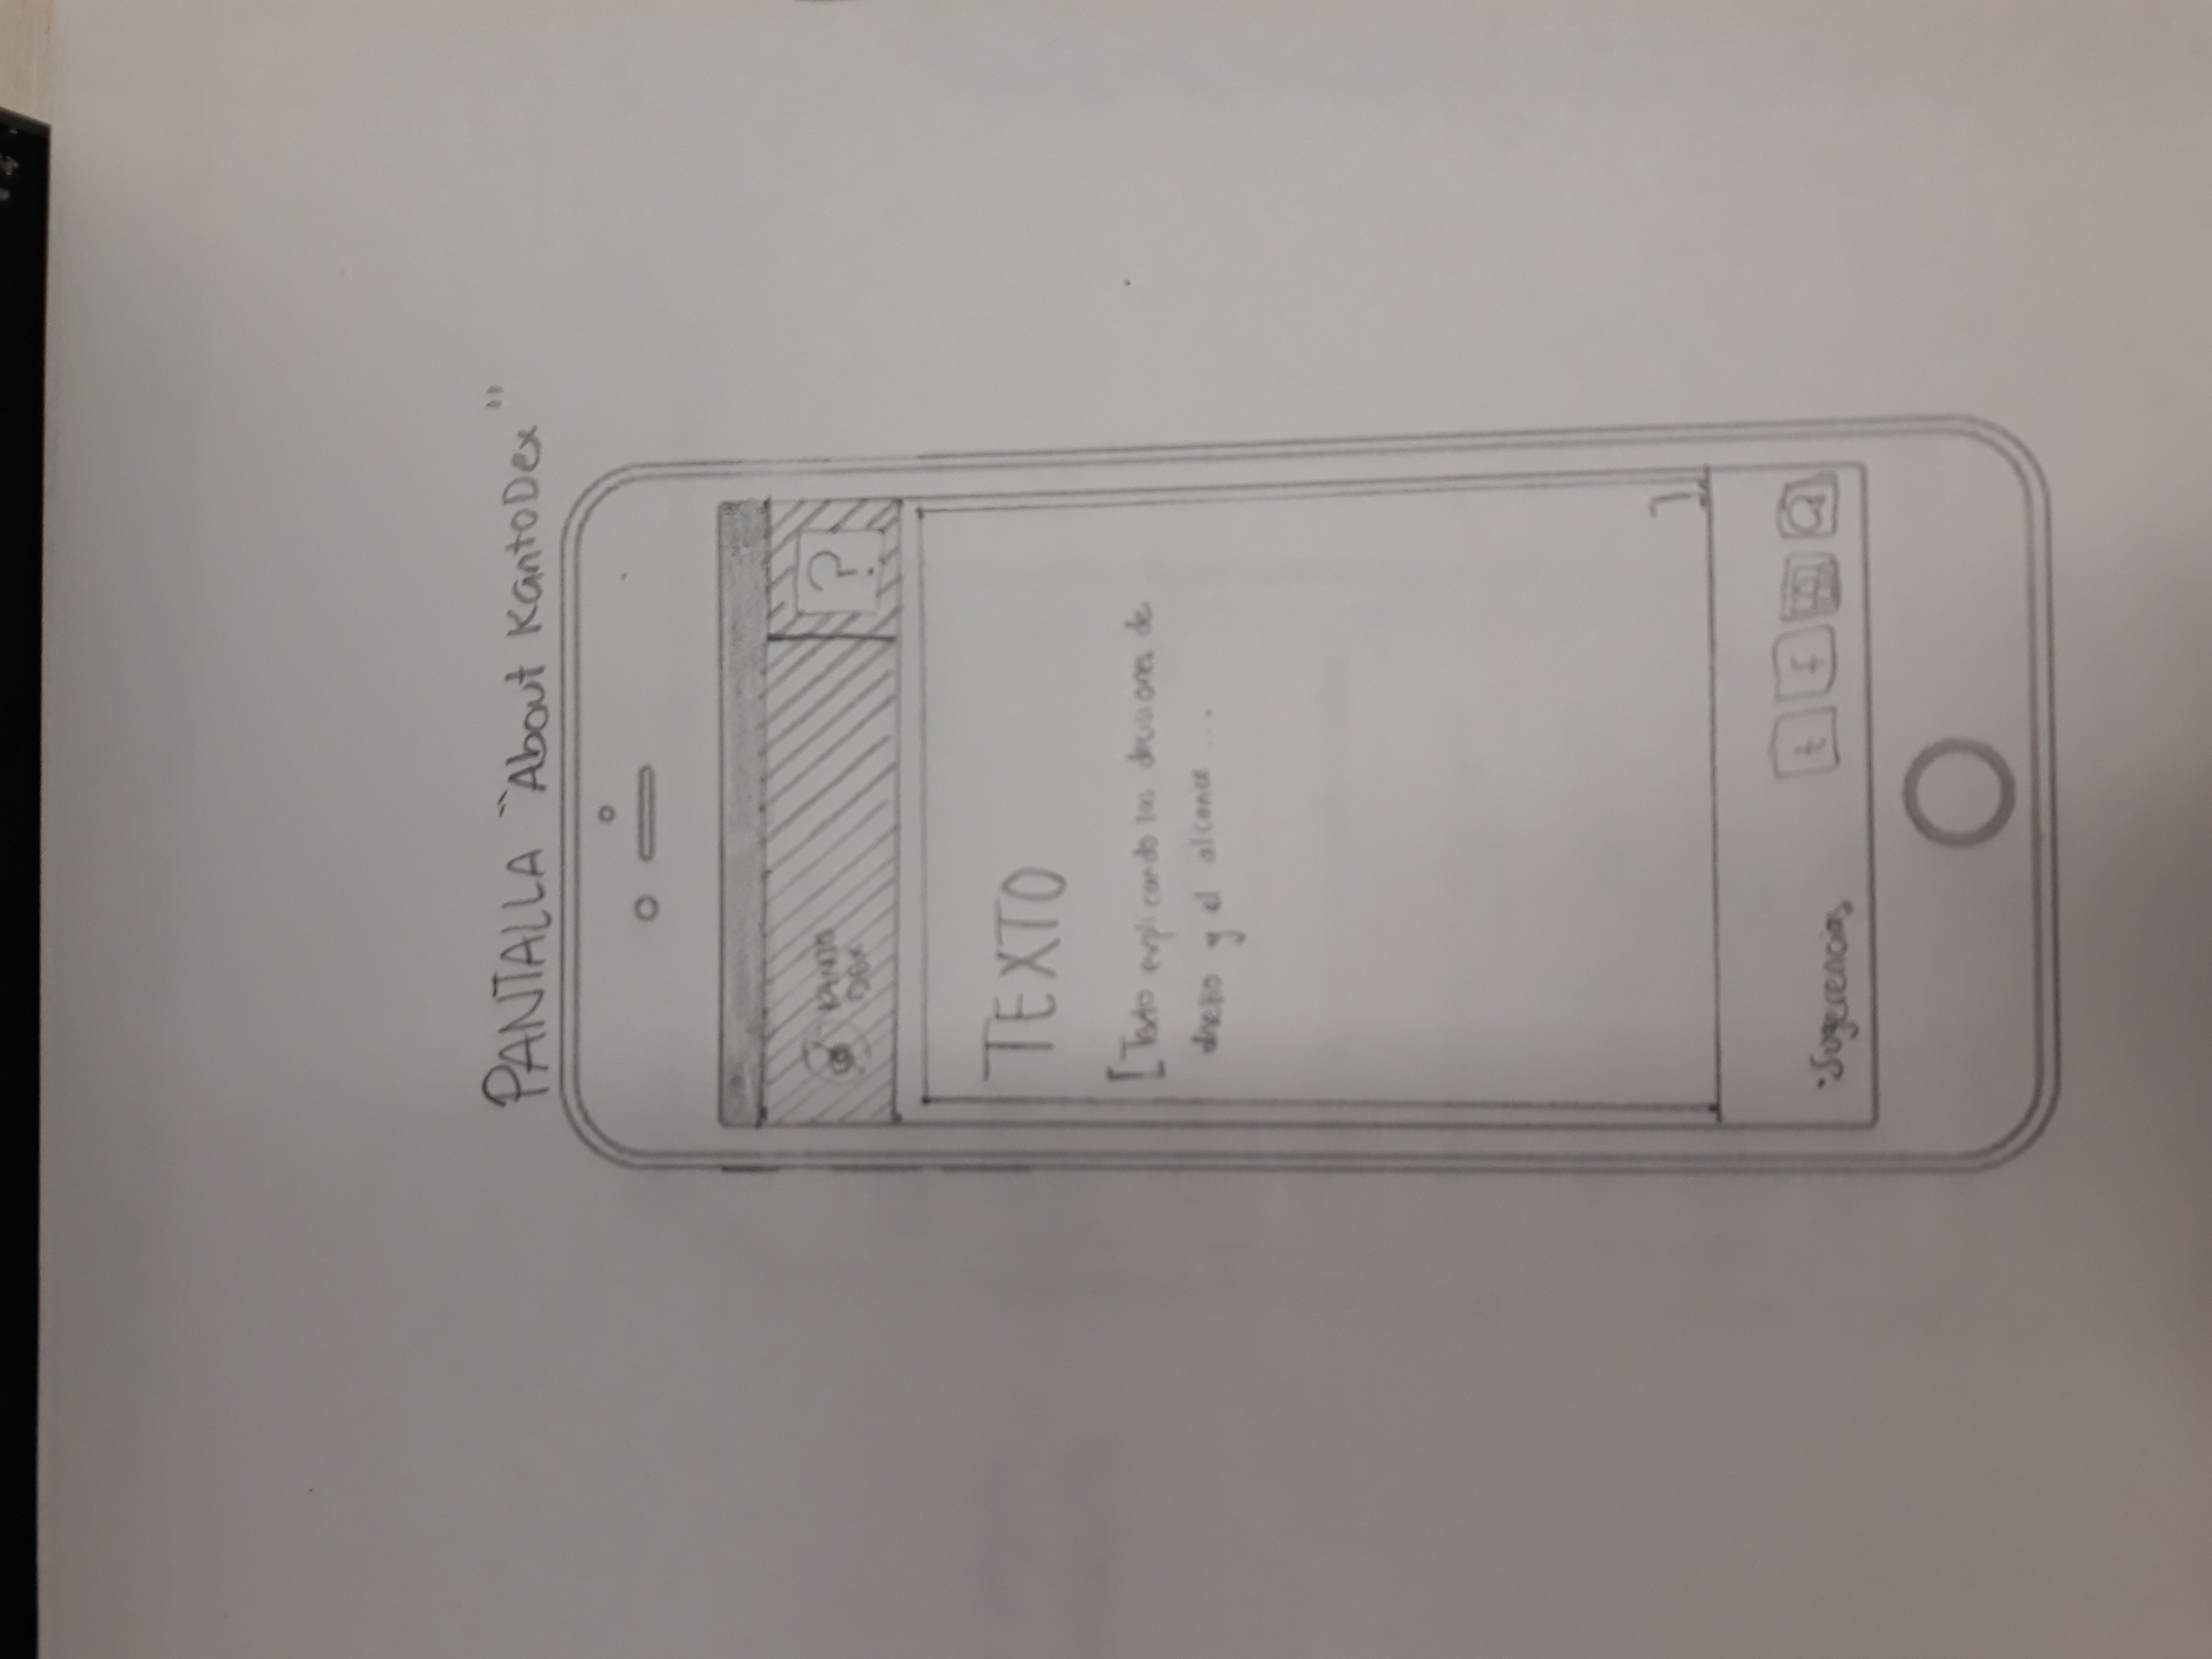 PANTALLA "About KantoDex"
KANTO
DEX
?
TEXTO
[Texto explicando las decisiones de
diseño y el alcance ...
]
·Sugerencias
t f